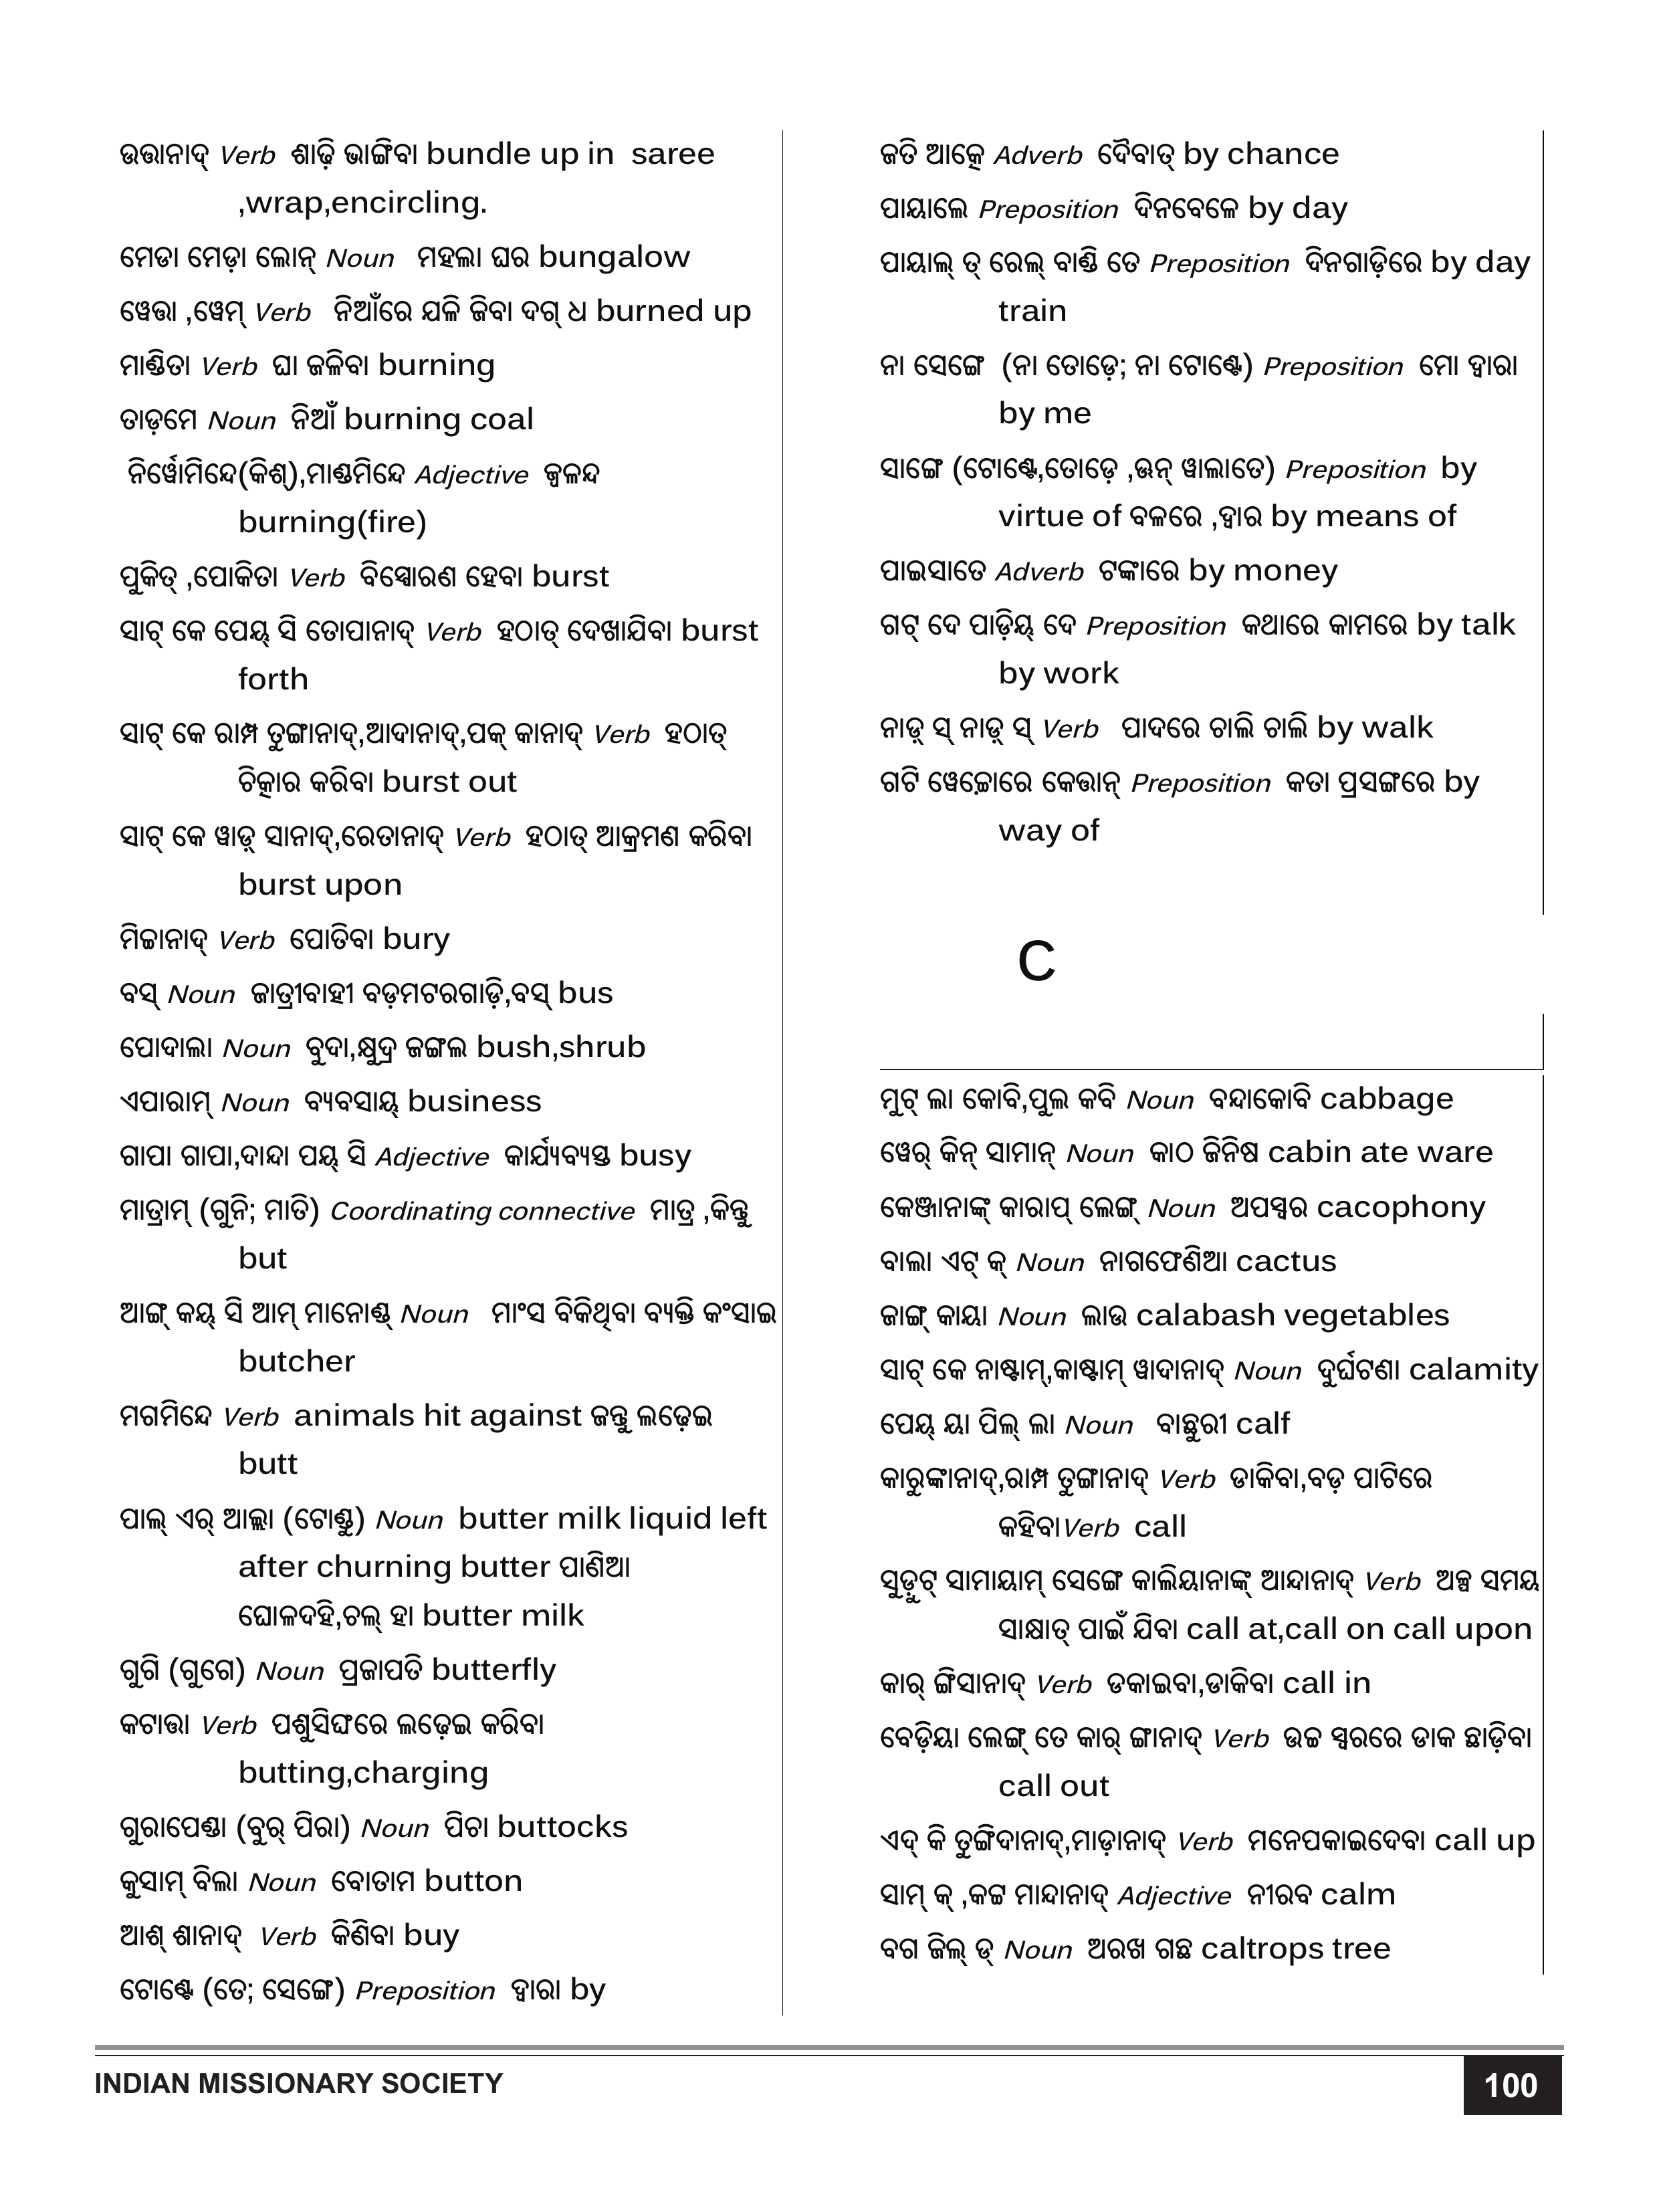 ଉତ୍ତାନାଦ୍ Verb ଶାଢ଼ି ଭାଙ୍ଗିବା bundle up in saree
,wrap,encircling.
ମେଡା ମେଡ଼ା ଲୋନ୍ Noun ମହଲା ଘର bungalow
ୱେଉା ,ୱେମ୍ Verb ନିଆଁରେ ଯଳି ଜିବା ଦଗ୍ ଧ burned up
ମାଣ୍ଡିତା Verb ଘା ଜଳିବା burning
ତାଡ଼ମେ Noun ନିଆଁ burning coal
ନିର୍ୱୋମିନ୍ଦେ(କିଶ୍),ମାଣ୍ଡମିନ୍ଦେ Adjective ଜ୍ଵଳନ୍ଦ
burning(fire)
ପୁକିତ୍ ,ପୋକିତା Verb ବିସ୍ଫୋରଣ ହେବା burst
ସାଟ୍ କେ ପେୟ୍ ସି ତୋପାନାଦ୍ Verb ହଠାତ୍ ଦେଖାଯିବା burst
forth
ସାଟ୍ କେ ରାମ୍ପ ତୁଙ୍ଗାନାଦ୍,ଆଦାନାଦ୍,ପକ୍ କାନାଦ୍ Verb ହଠାତ୍
ଚିତ୍କାର କରିବା burst out
ସାଟ୍ କେ ୱାଡ଼୍ ସାନାଦ୍,ରେତାନାଦ୍ Verb ହଠାତ୍ ଆକ୍ରମଣ କରିବା
burst upon
ମିଚ୍ଚାନାଦ୍ Verb ପୋତିବା bury
ବସ୍ Noun ଜାତ୍ରୀବାହୀ ବଡ଼ମଟରଗାଡ଼ି,ବସ୍ bus
ପୋଦାଲା Noun ବୁଦା,କ୍ଷୁଦ୍ର ଜଙ୍ଗଲ bush,shrub
ଏପାରାମ୍ Noun ବ୍ୟବସାୟ୍ business
ଗାପା ଗାପା,ଦାନ୍ଦା ପୟ୍ ସି Adjective କାର୍ଯ୍ୟବ୍ୟସ୍ତ busy
ମାତ୍ରାମ୍ (ଗୁନି; ମାତି) Coordinating connective ମାତ୍ର ,କିନ୍ତୁ
but
ଆଙ୍ଗ୍ କୟ୍ ସି ଆମ୍ ମାନୋଣ୍ଡ୍ Noun ମାଂସ ବିକିଥିବା ବ୍ୟକ୍ତି କଂସାଇ
butcher
ମଗମିନ୍ଦେ Verb animals hit against ଜନ୍ତୁ ଲଢ଼େଇ
butt
ପାଲ୍ ଏର୍ ଆଲ୍ଲା (ଟୋଣ୍ଡୁ) Noun butter milk liquid left
after churning butter ପାଣିଆ
ଘୋଳଦହି,ଚଲ୍ ହା butter milk
ଗୁଗି (ଗୁଗେ) Noun ପ୍ରଜାପତି butterfly
କଟାଉା Verb ପଶୁସିଙ୍ଘରେ ଲଢ଼େଇ କରିବା
butting,charging
ଗୁରାପେଣ୍ଡା (ବୁର୍ ପିରା) Noun ପିଚା buttocks
କୁସାମ୍ ବିଲା Noun ବୋତାମ button
ଆଶ୍ ଶାନାଦ୍ Verb କିଣିବା buy
ଟୋଣ୍ଟେ (ତେ; ସେଙ୍ଗେ) Preposition ଦ୍ଵାରା by
ଜତି ଆତ୍କେ Adverb ଦୈବାତ୍ by chance
ପାୟାଲେ Preposition ଦିନବେଳେ by day
ପାୟାଲ୍ ତ୍ ରେଲ୍ ବାଣ୍ଡି ତେ Preposition ଦିନଗାଡ଼ିରେ by day
train
ନା ସେଙ୍ଗେ (ନା ତୋଡ଼େ; ନା ଟୋଣ୍ଟେ) Preposition ମୋ ଦ୍ଵାରା
by me
ସାଙ୍ଗେ (ଟୋଣ୍ଟେ,ତୋଡ଼େ ,ଊନ୍ ୱାଲାତେ) Preposition by
virtue of ବଳରେ ,ଦ୍ଵାର by means of
ପାଇସାତେ Adverb ଟଙ୍କାରେ by money
ଗଟ୍ ଦେ ପାଡ଼ିୟ୍ ଦେ Preposition କଥାରେ କାମରେ by talk
by work
ନାଡ଼୍ ସ୍ ନାଡ଼୍ ସ୍ Verb ପାଦରେ ଚାଲି ଚାଲି by walk
ଗଟି ୱେଚ୍ଚୋରେ କେଉାନ୍ Preposition କତା ପ୍ରସଙ୍ଗରେ by
way of
C
ମୁଟ୍ ଲା କୋବି,ପୁଲ କବି Noun ବନ୍ଦାକୋବି cabbage
ୱେର୍ କିନ୍ ସାମାନ୍ Noun କାଠ ଜିନିଷ cabin ate ware
କେଞ୍ଜାନାଙ୍କ୍ କାରାପ୍ ଲେଙ୍ଗ୍ Noun ଅପସ୍ଵର cacophony
ବାଲା ଏଟ୍ କ୍ Noun ନାଗଫେଣିଆ cactus
ଜାଙ୍ଗ୍ କାୟା Noun ଲାଉ calabash vegetables
ସାଟ୍ କେ ନାଷ୍ଟାମ୍,କାଷ୍ଟାମ୍ ୱାଦାନାଦ୍ Noun ଦୁର୍ଘଟଣା calamity
ପେୟ୍ ୟା ପିଲ୍ ଲା Noun ବାଛୁରୀ calf
କାରୁଙ୍କାନାଦ୍,ରାମ୍ପ ତୁଙ୍ଗାନାଦ୍ Verb ଡାକିବା,ବଡ଼ ପାଟିରେ
କହିବାVerb call
ସୁଡ଼ୁଟ୍ ସାମାୟାମ୍ ସେଙ୍ଗେ କାଲିୟାନାଙ୍କ୍ ଆନ୍ଦାନାଦ୍ Verb ଅଳ୍ପ ସମୟ
ସାକ୍ଷାତ୍ ପାଇଁ ଯିବା call at,call on call upon
କାର୍ ଙ୍ଗିସାନାଦ୍ Verb ଡକାଇବା,ଡାକିବା call in
ବେଡ଼ିୟା ଲେଙ୍ଗ୍ ତେ କାର୍ ଙ୍ଗାନାଦ୍ Verb ଉଚ୍ଚ ସ୍ଵରରେ ଡାକ ଛାଡ଼ିବା
call out
ଏଦ୍ କି ତୁଙ୍ଗିଦାନାଦ୍,ମାଡ଼ାନାଦ୍ Verb ମନେପକାଇଦେବା call up
ସାମ୍ କ୍ ,କଟ୍ଟ ମାନ୍ଦାନାଦ୍ Adjective ନୀରବ calm
ବଗ ଜିଲ୍ ଡ୍ Noun ଅରଖ ଗଛ caltrops tree
INDIAN MISSIONARY SOCIETY
100